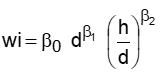 wi = β₀ d^β₁ (h/d)^β₂